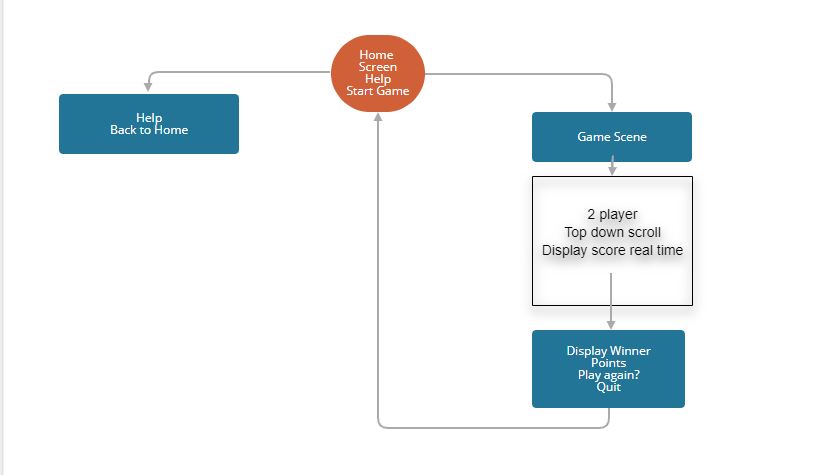 Home
Screen
Help
Start Game
Help
Back to Home
Game Scene
2 player
Top down scroll
Display score real time
Display Winner
Points
Play again?
Quit